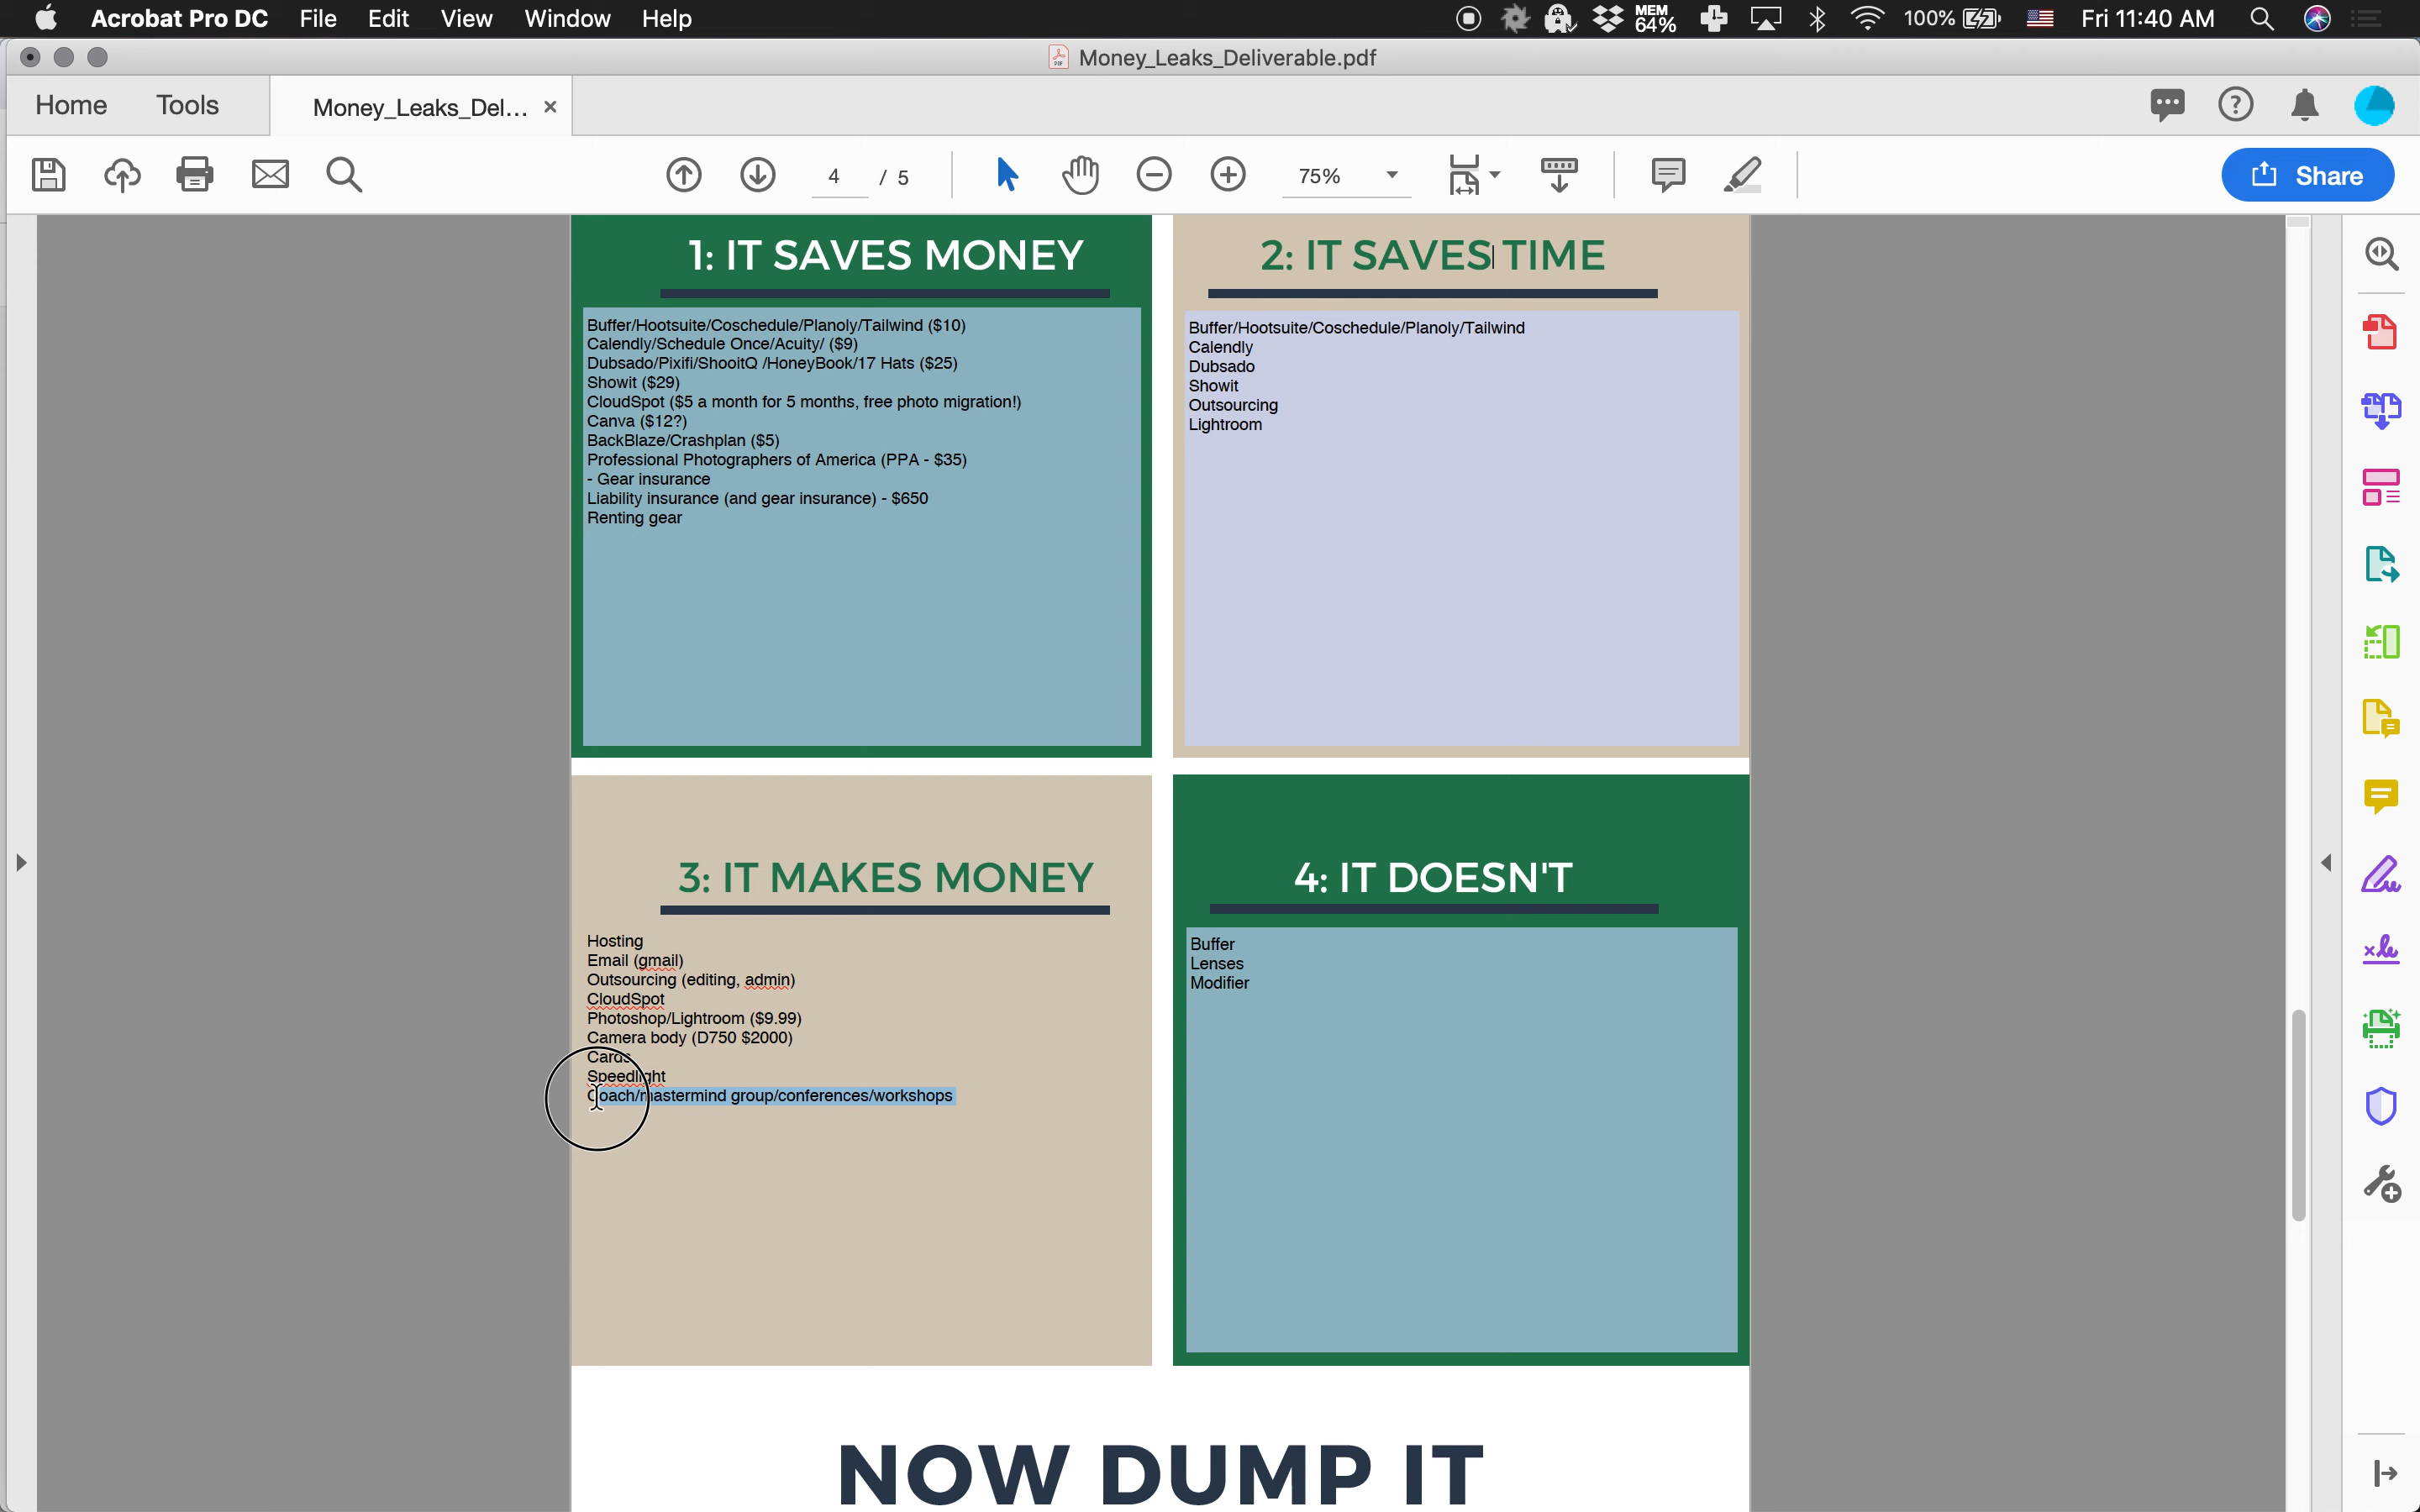 Acrobat Pro DC File Edit View Window Help MEM 64% 100% Fri 11:40 AM
Money_Leaks_Deliverable.pdf
Home Tools Money_Leaks_Del... ×
4 / 5 75% Share
1: IT SAVES MONEY
Buffer/Hootsuite/Coschedule/Planoly/Tailwind ($10)
Calendly/Schedule Once/Acuity/ ($9)
Dubsado/Pixifi/ShooitQ /HoneyBook/17 Hats ($25)
Showit ($29)
CloudSpot ($5 a month for 5 months, free photo migration!)
Canva ($12?)
BackBlaze/Crashplan ($5)
Professional Photographers of America (PPA - $35)
- Gear insurance
Liability insurance (and gear insurance) - $650
Renting gear
2: IT SAVES TIME
Buffer/Hootsuite/Coschedule/Planoly/Tailwind
Calendly
Dubsado
Showit
Outsourcing
Lightroom
3: IT MAKES MONEY
Hosting
Email (gmail)
Outsourcing (editing, admin)
CloudSpot
Photoshop/Lightroom ($9.99)
Camera body (D750 $2000)
Cards
Speedlight
Coach/mastermind group/conferences/workshops
4: IT DOESN'T
Buffer
Lenses
Modifier
NOW DUMP IT